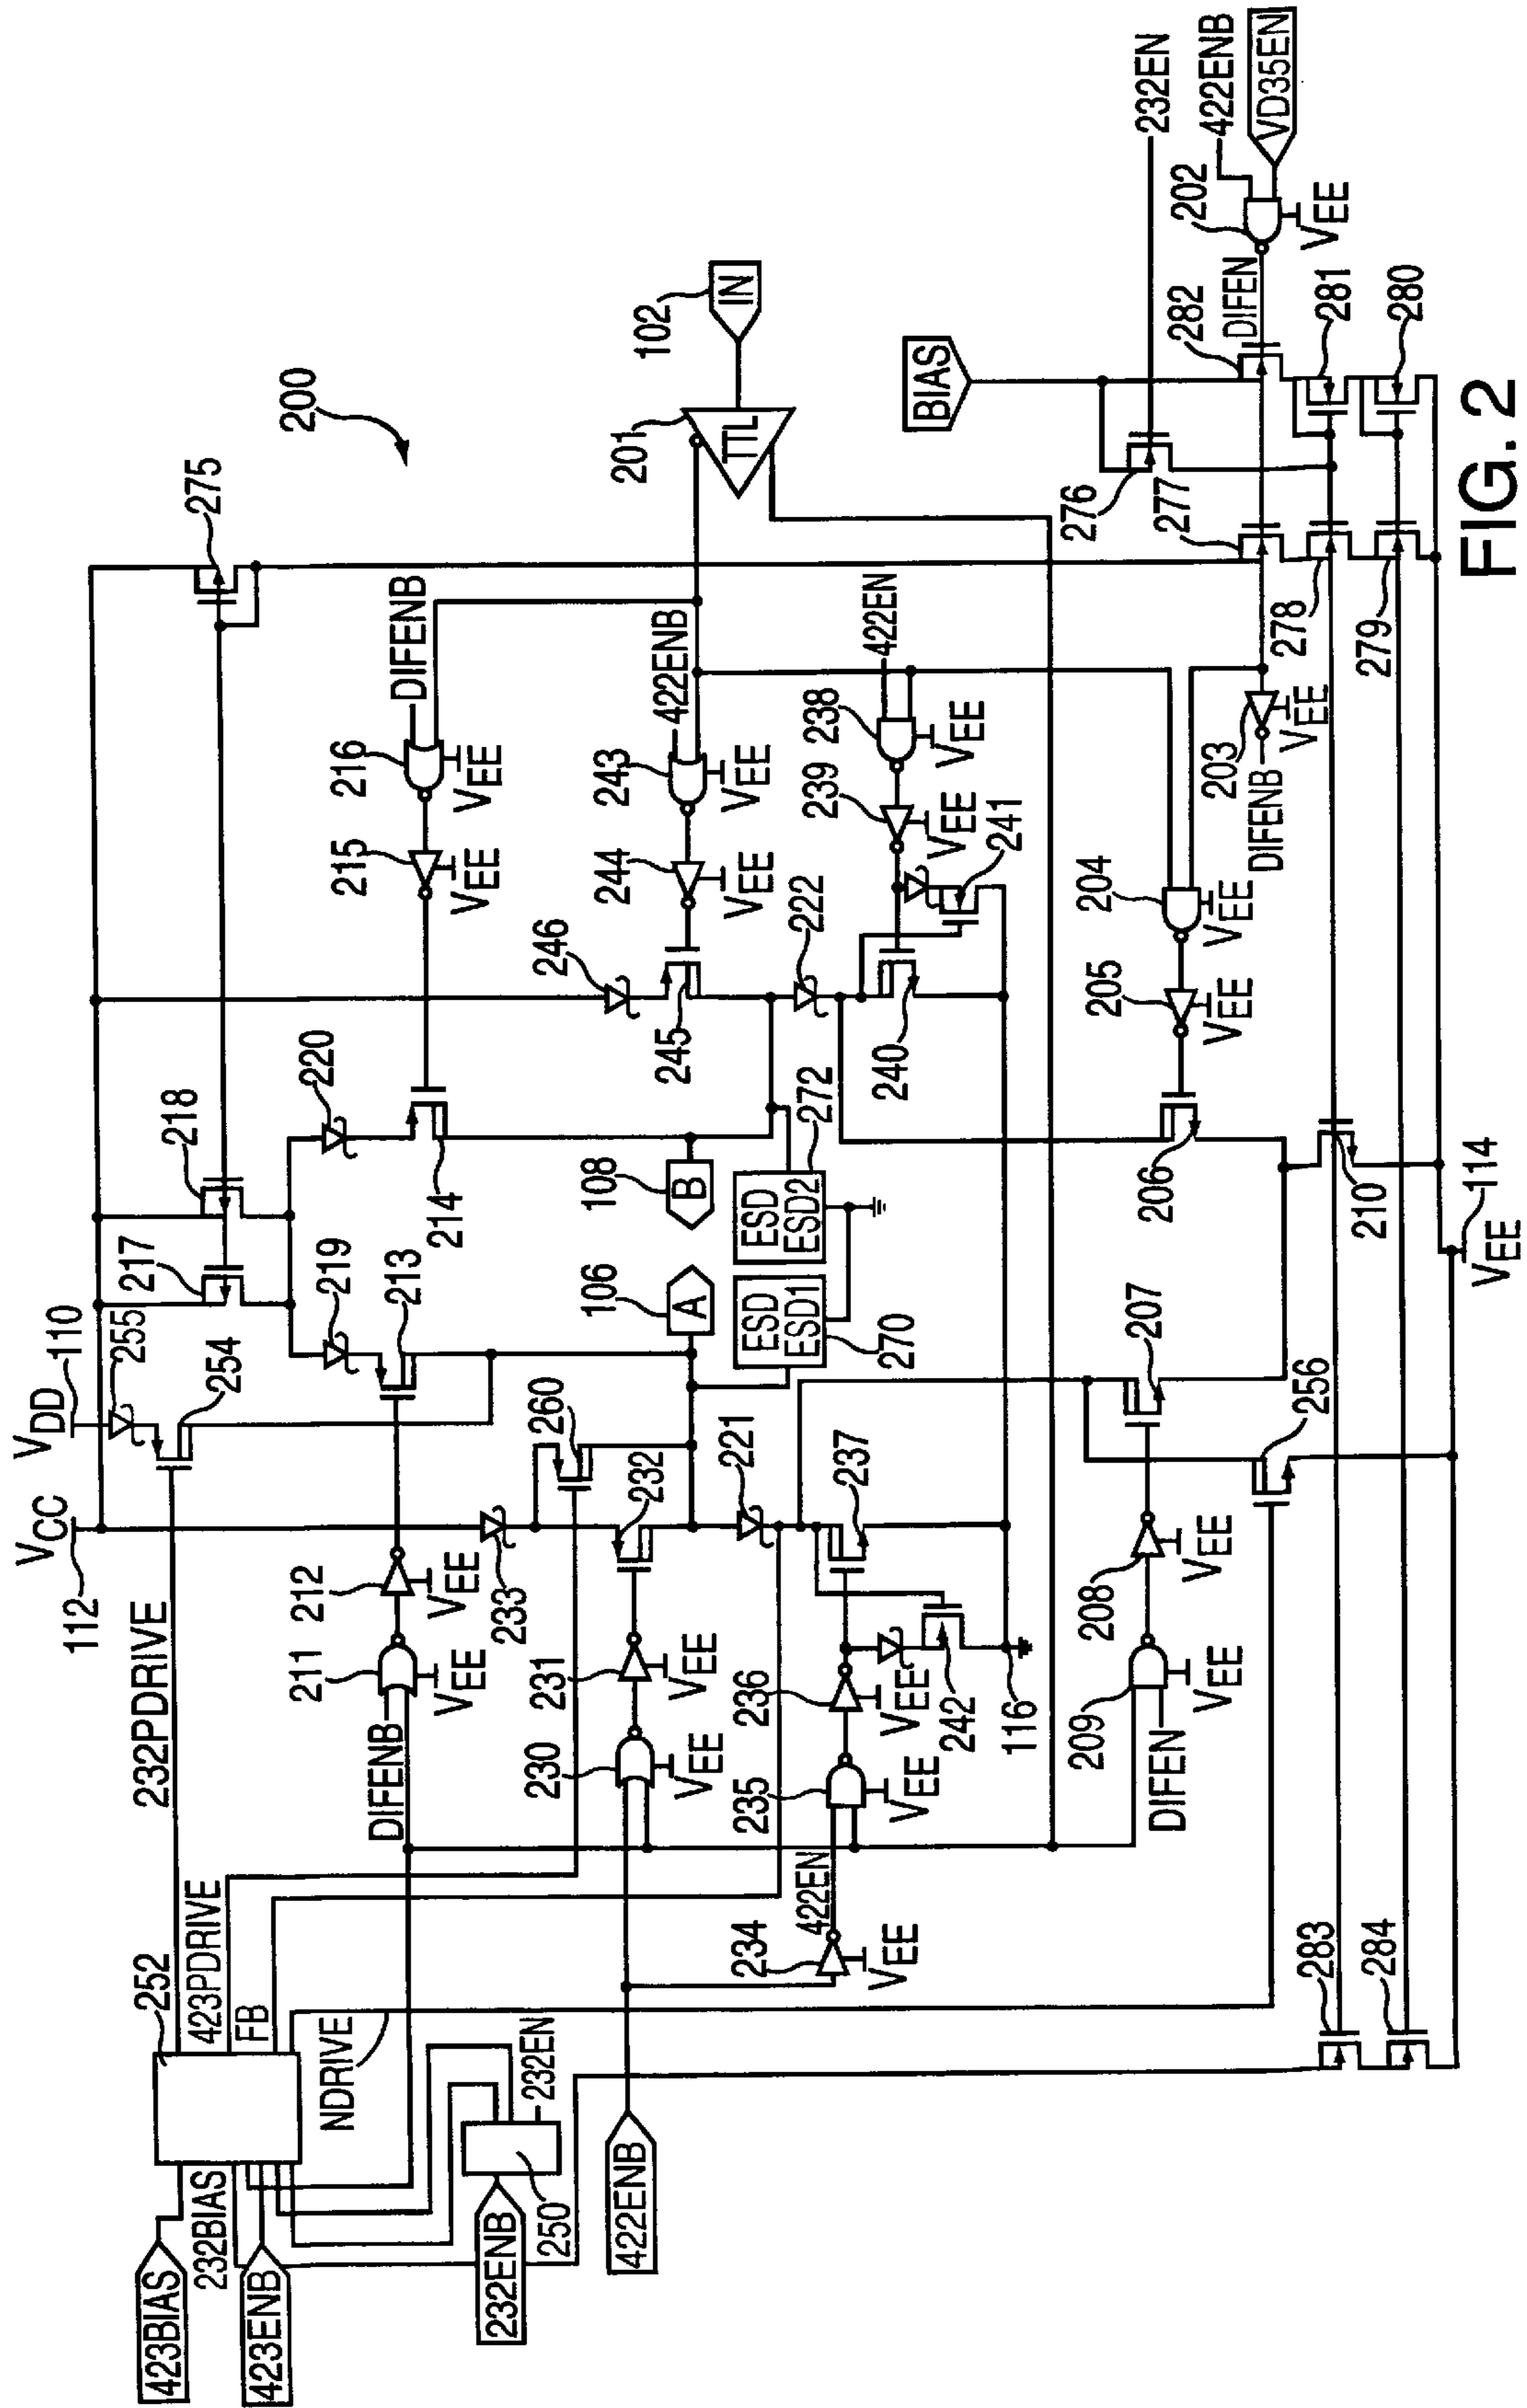 200
112
VCC
VDD
110
255
254
217
218
275
219
220
213
214
232PDRIVE
252
423PDRIVE
FB
NDRIVE
423BIAS
232BIAS
423ENB
232ENB
250
232EN
422ENB
211
212
VEE
VEE
DIFENB
233
260
232
230
231
VEE
VEE
106
A
108
B
ESD
ESD1
270
ESD
ESD2
272
215
216
DIFENB
VEE
VEE
246
245
244
243
422ENB
VEE
VEE
201
TTL
102
IN
221
222
237
234
422EN
VEE
235
236
VEE
VEE
242
116
240
241
239
238
422EN
VEE
VEE
209
DIFEN
VEE
208
VEE
207
256
206
205
204
VEE
VEE
203
DIFENB
VEE
210
BIAS
276
277
278
279
282
281
280
DIFEN
202
VEE
232EN
422ENB
VD35EN
283
284
114
VEE
FIG. 2